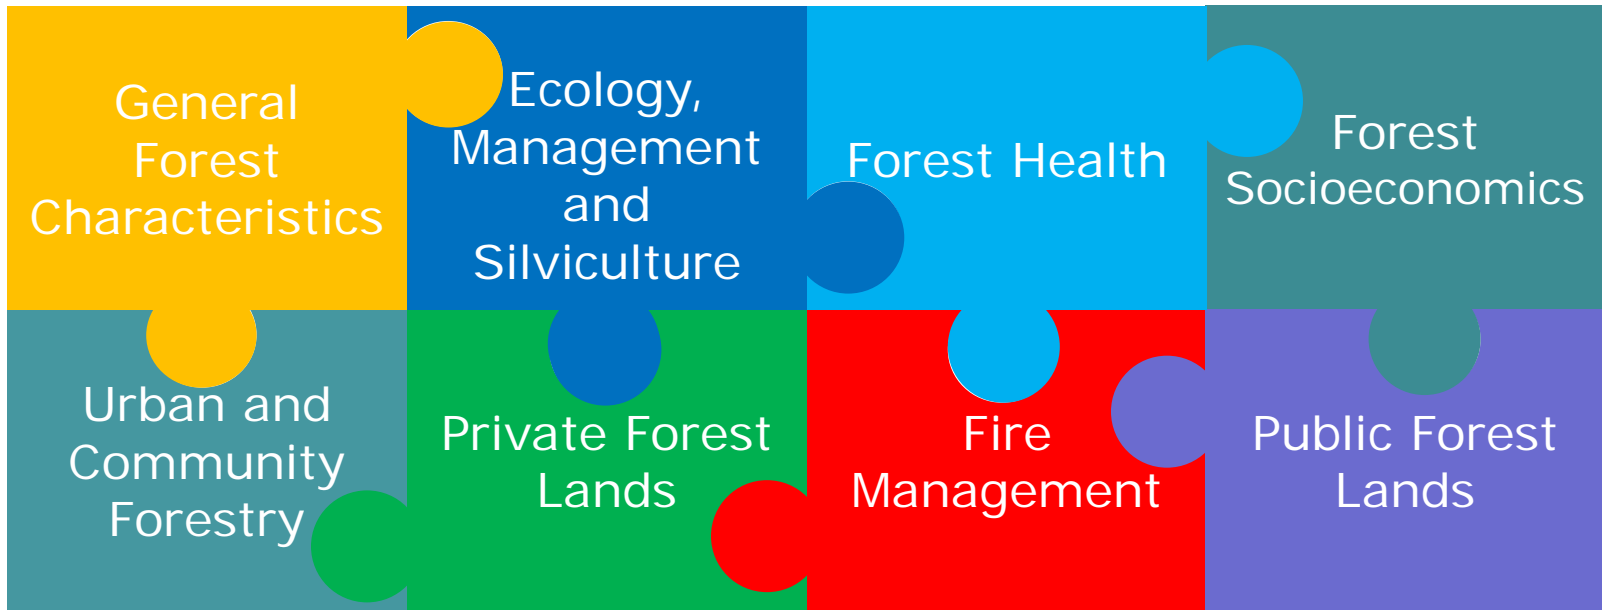 General
Forest
Characteristics
Ecology,
Management
and
Silviculture
Forest Health
Forest
Socioeconomics
Urban and
Community
Forestry
Private Forest
Lands
Fire
Management
Public Forest
Lands